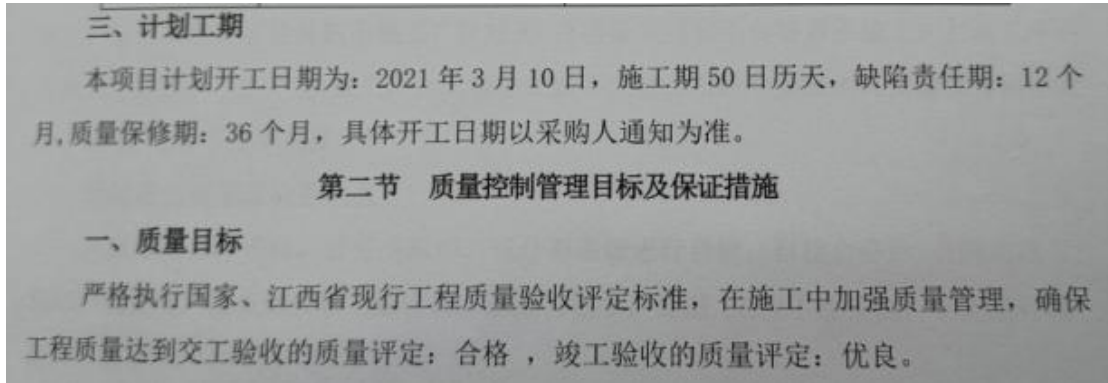 三、计划工期
本项目计划开工日期为：2021 年 3 月 10 日，施工期 50 日历天，缺陷责任期：12 个
月,质量保修期：36 个月，具体开工日期以采购人通知为准。
第二节 质量控制管理目标及保证措施
一、质量目标
严格执行国家、江西省现行工程质量验收评定标准，在施工中加强质量管理，确保
工程质量达到交工验收的质量评定：合格 ，竣工验收的质量评定：优良。